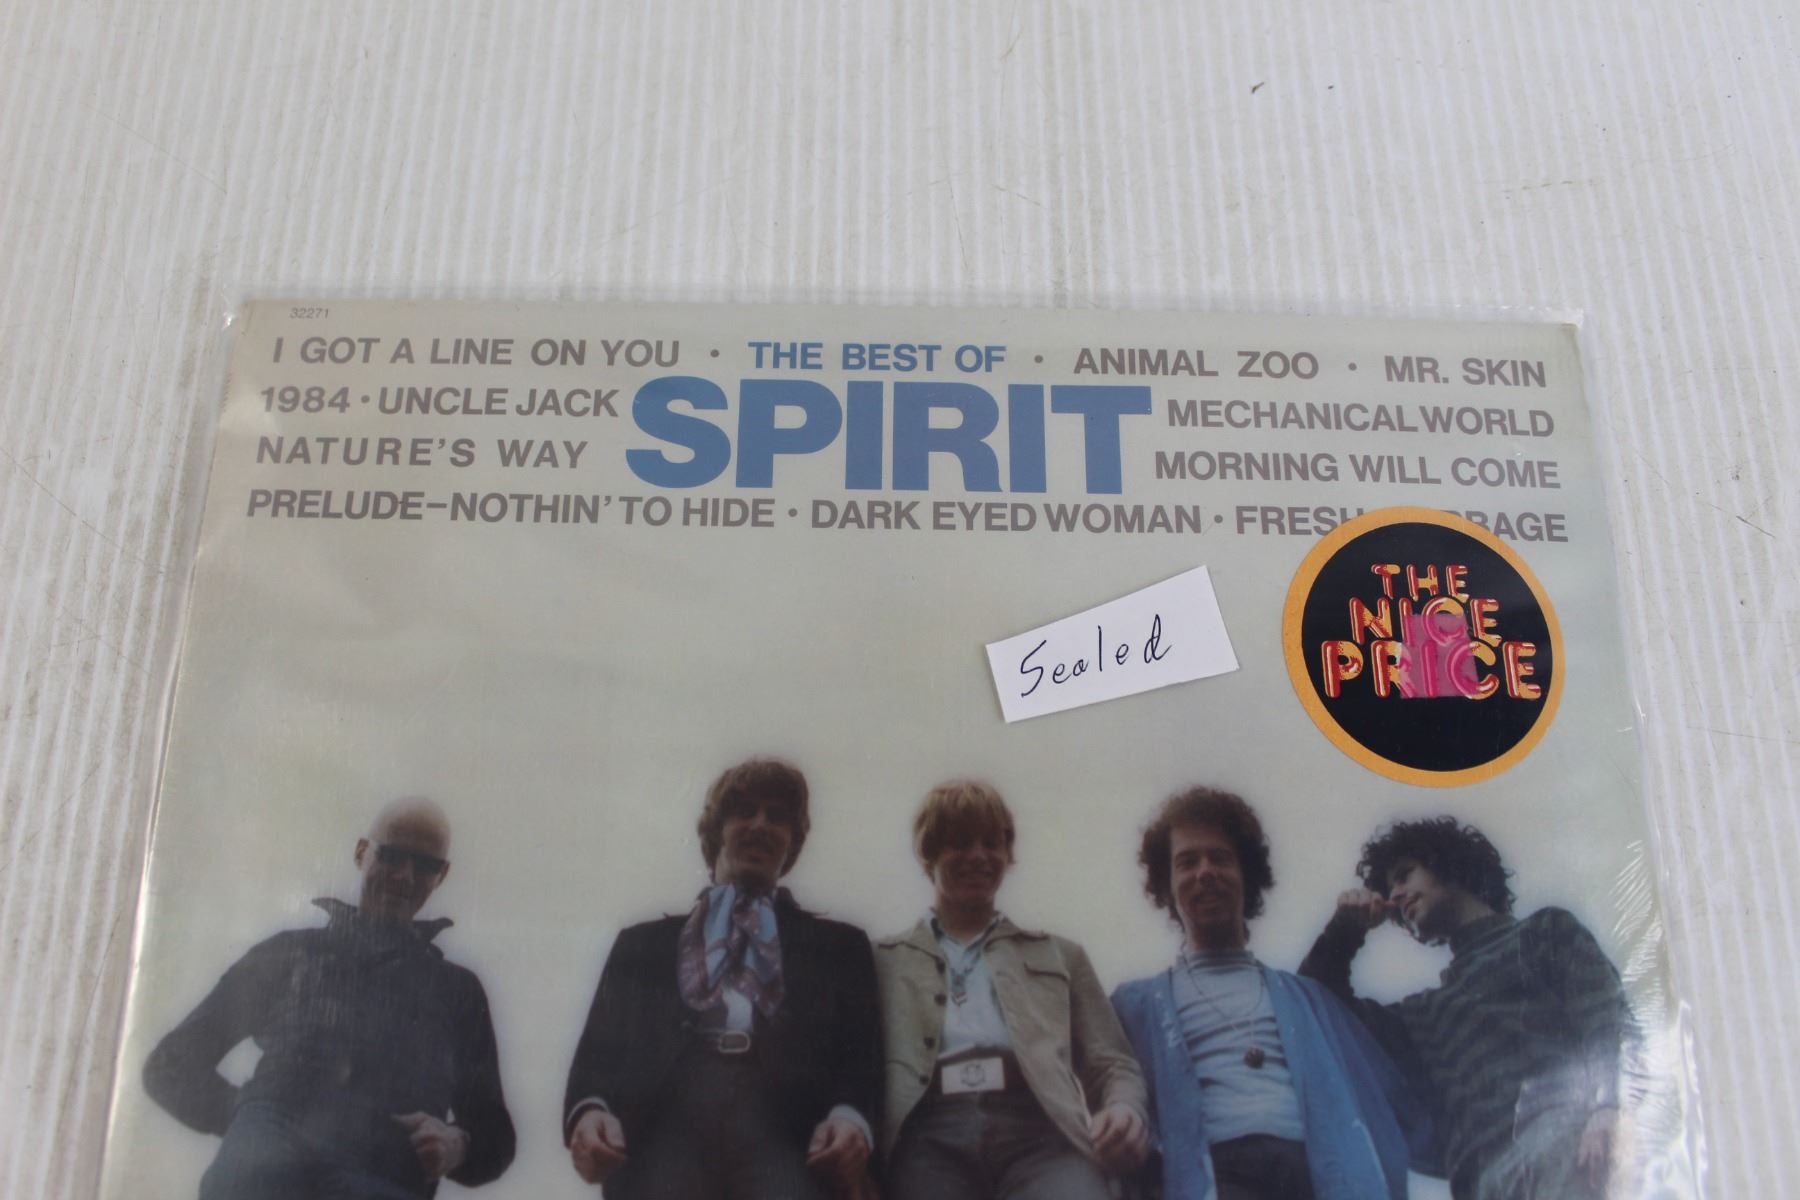 32271
I GOT A LINE ON YOU • THE BEST OF • ANIMAL ZOO • MR. SKIN
1984 • UNCLE JACK SPIRIT MECHANICAL WORLD
NATURE'S WAY MORNING WILL COME
PRELUDE–NOTHIN' TO HIDE • DARK EYED WOMAN • FRESH
Sealed
THE
NICE
PRICE